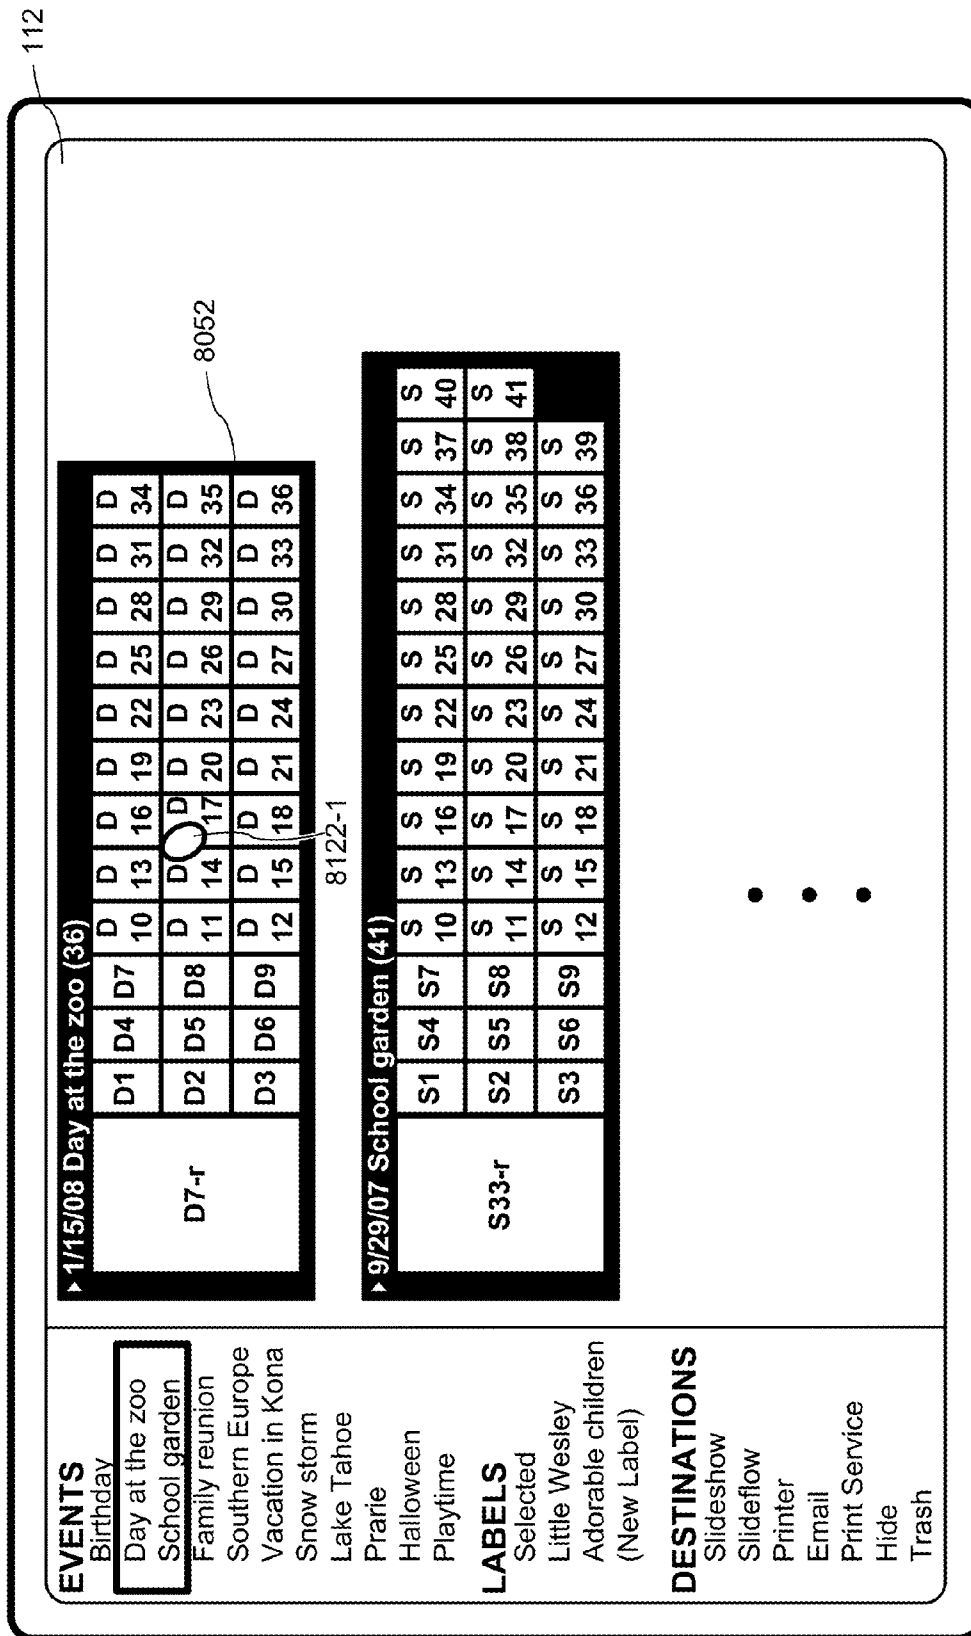 112
EVENTS
Birthday
Day at the zoo
School garden
Family reunion
Southern Europe
Vacation in Kona
Snow storm
Lake Tahoe
Prarie
Halloween
Playtime
LABELS
Selected
Little Wesley
Adorable children
(New Label)
DESTINATIONS
Slideshow
Slideflow
Printer
Email
Print Service
Hide
Trash
1/15/08 Day at the zoo (36)
D7-r
D1 D4 D7 D 10 D 13 D 16 D 19 D 22 D 25 D 28 D 31 D 34
D2 D5 D8 D 11 D 14 D 17 D 20 D 23 D 26 D 29 D 32 D 35
D3 D6 D9 D 12 D 15 D 18 D 21 D 24 D 27 D 30 D 33 D 36
8052
8122-1
9/29/07 School garden (41)
S33-r
S1 S4 S7 S 10 S 13 S 16 S 19 S 22 S 25 S 28 S 31 S 34 S 37 S 40
S2 S5 S8 S 11 S 14 S 17 S 20 S 23 S 26 S 29 S 32 S 35 S 38 S 41
S3 S6 S9 S 12 S 15 S 18 S 21 S 24 S 27 S 30 S 33 S 36 S 39